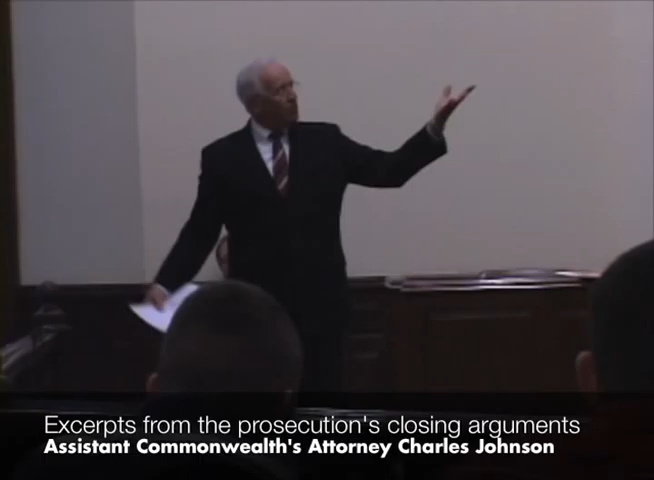 Excerpts from the prosecution's closing arguments
Assistant Commonwealth's Attorney Charles Johnson